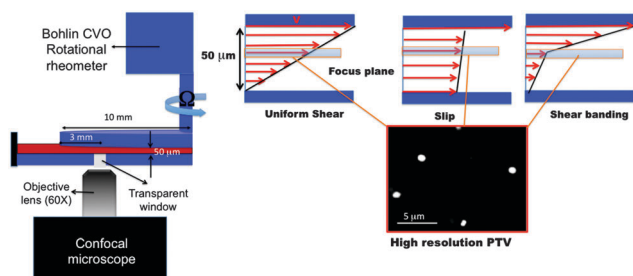 Bohlin CVO
Rotational
rheometer
Ω
10 mm
3 mm
50 μm
Objective
lens (60X)
Transparent
window
Confocal
microscope
V
50 μm
Focus plane
Uniform Shear
Slip
Shear banding
5 μm
High resolution PTV